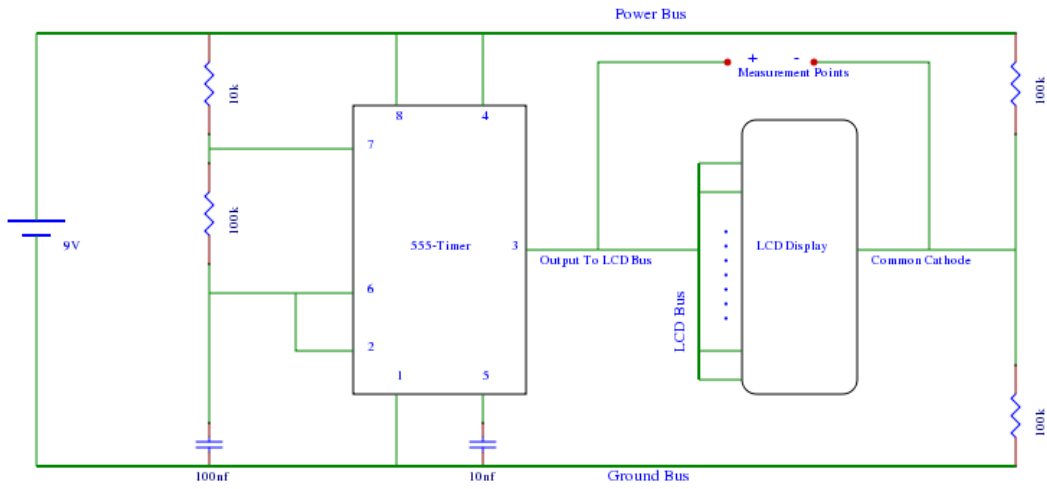 Power Bus
+ -
Measurement Points
10k
100k
8
4
7
100k
9V
555-Timer
3
Output To LCD Bus
LCD Display
Common Cathode
6
LCD Bus
2
1
5
100k
100nf
10nf
Ground Bus